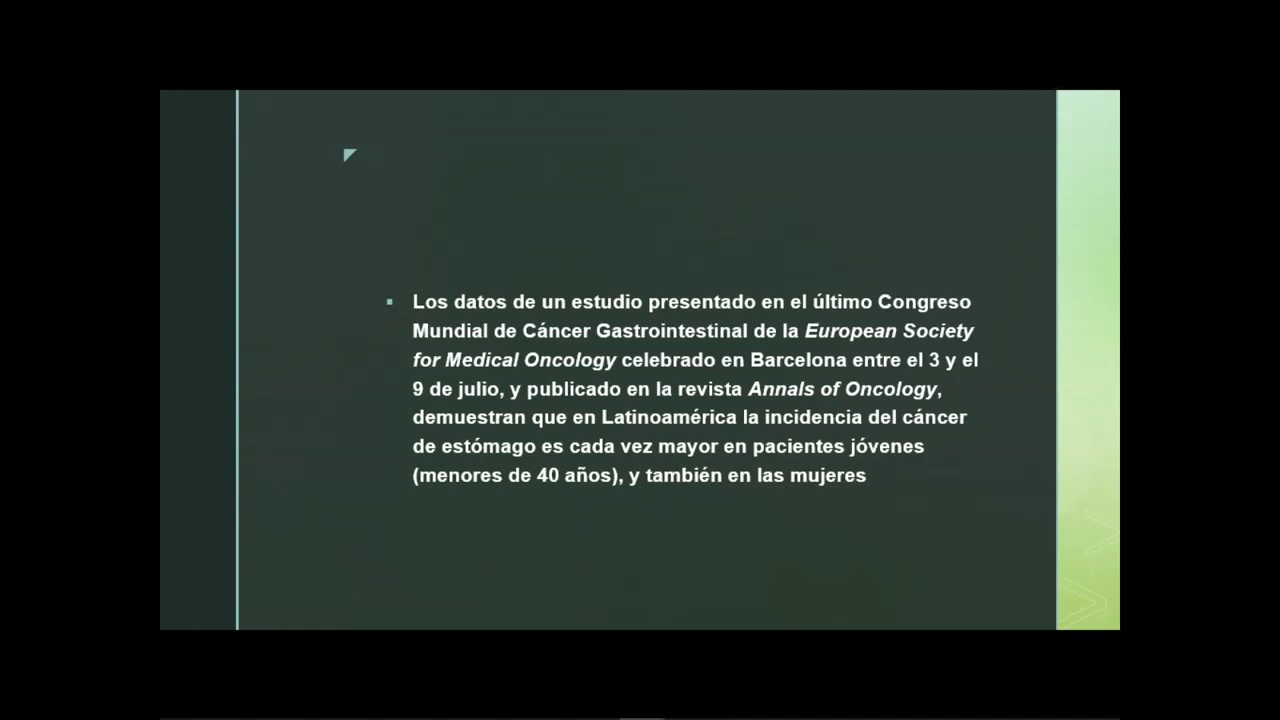 Los datos de un estudio presentado en el último Congreso
Mundial de Cáncer Gastrointestinal de la European Society
for Medical Oncology celebrado en Barcelona entre el 3 y el
9 de julio, y publicado en la revista Annals of Oncology,
demuestran que en Latinoamérica la incidencia del cáncer
de estómago es cada vez mayor en pacientes jóvenes
(menores de 40 años), y también en las mujeres